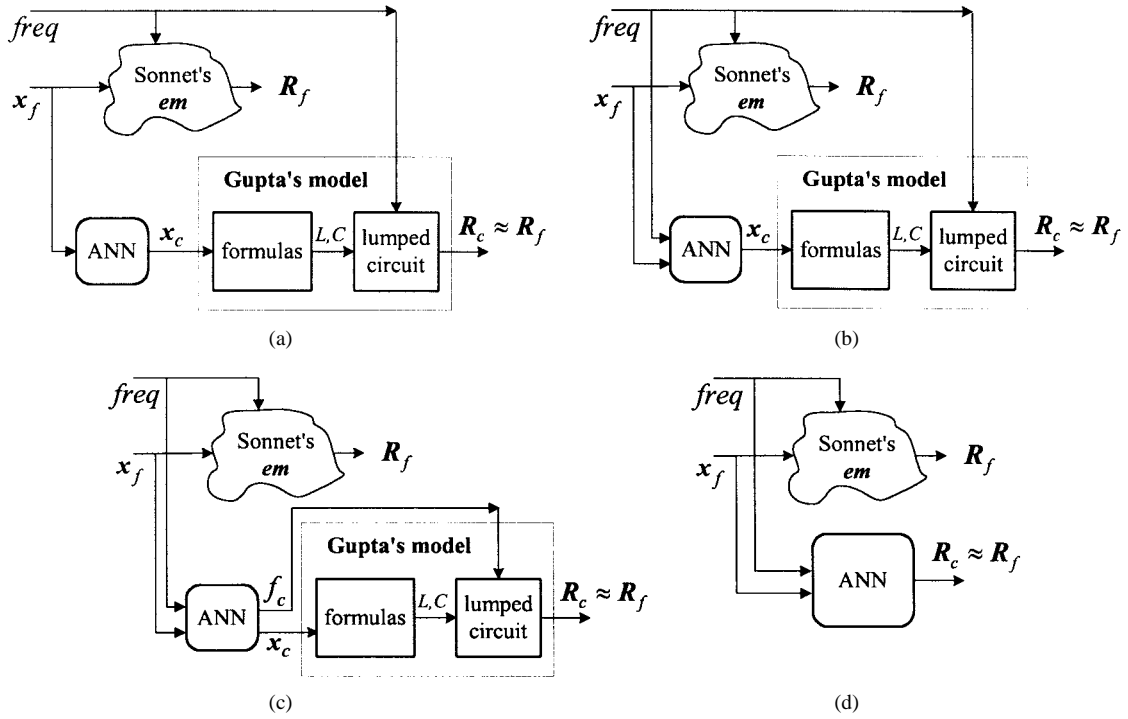 freq
Sonnet's
em
R_f
x_f
Gupta's model
ANN
x_c
formulas
L,C
lumped
circuit
R_c ≈ R_f
(a)
freq
Sonnet's
em
R_f
x_f
Gupta's model
ANN
x_c
formulas
L,C
lumped
circuit
R_c ≈ R_f
(b)
freq
Sonnet's
em
R_f
x_f
Gupta's model
ANN
f_c
x_c
formulas
L,C
lumped
circuit
R_c ≈ R_f
(c)
freq
Sonnet's
em
R_f
x_f
ANN
R_c ≈ R_f
(d)